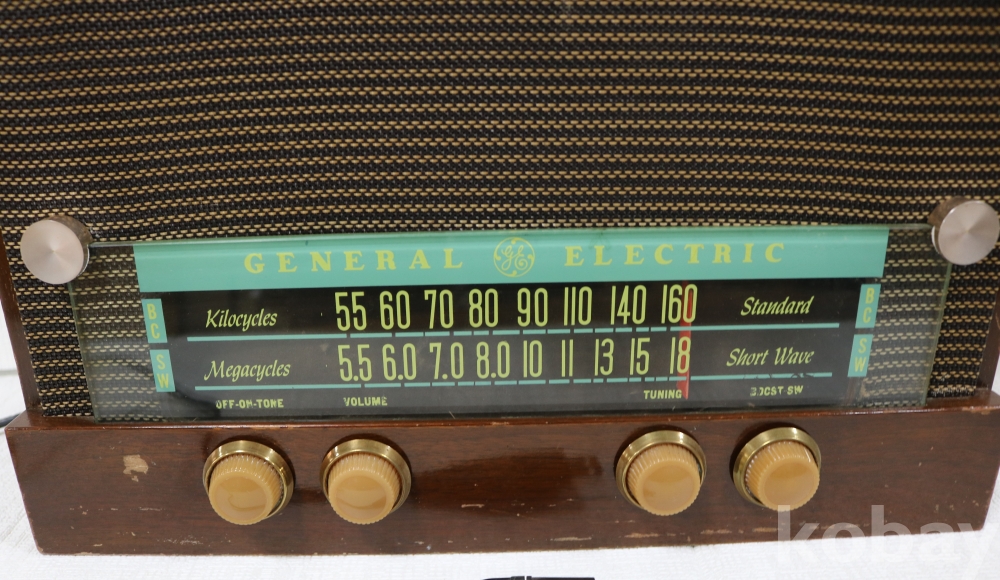 GENERAL GE ELECTRIC
BC Kilocycles 55 60 70 80 90 110 140 160 Standard BC
SW Megacycles 5.5 6.0 7.0 8.0 10 11 13 15 18 Short Wave SW
OFF-ON-TONE VOLUME TUNING BCST SW
kobay